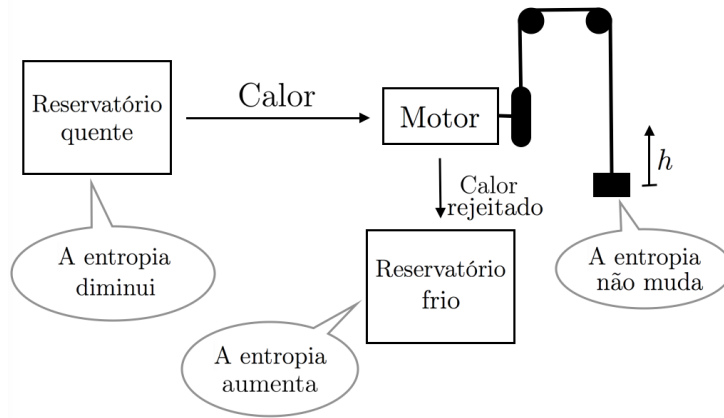 Reservatório
quente
Calor
Motor
h
Calor
rejeitado
A entropia
diminui
Reservatório
frio
A entropia
não muda
A entropia
aumenta